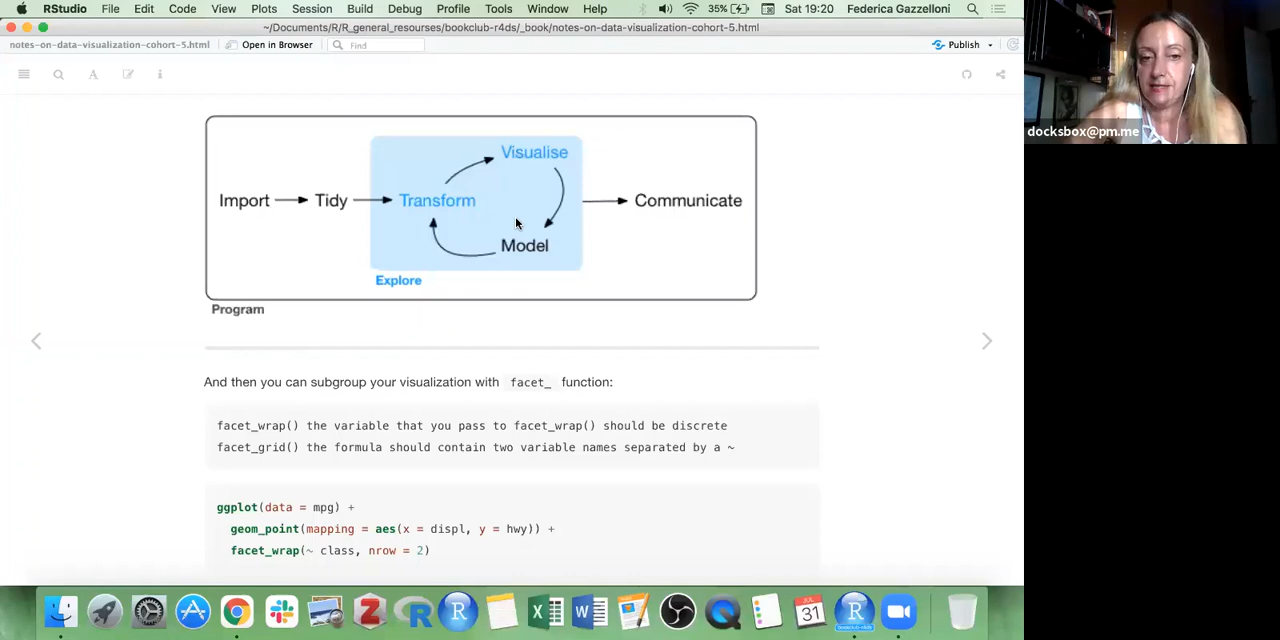 RStudio File Edit Code View Plots Session Build Debug Profile Tools Window Help 35% Sat 19:20 Federica Gazzelloni
~/Documents/R/R_general_resourses/bookclub-r4ds/_book/notes-on-data-visualization-cohort-5.html
notes-on-data-visualization-cohort-5.html Open in Browser Find Publish
A i
docksbox@pm.me
Visualise
Import Tidy Transform Communicate
Model
Explore
Program
And then you can subgroup your visualization with facet_ function:
facet_wrap() the variable that you pass to facet_wrap() should be discrete
facet_grid() the formula should contain two variable names separated by a ~
ggplot(data = mpg) +
geom_point(mapping = aes(x = displ, y = hwy)) +
facet_wrap(~ class, nrow = 2)
31